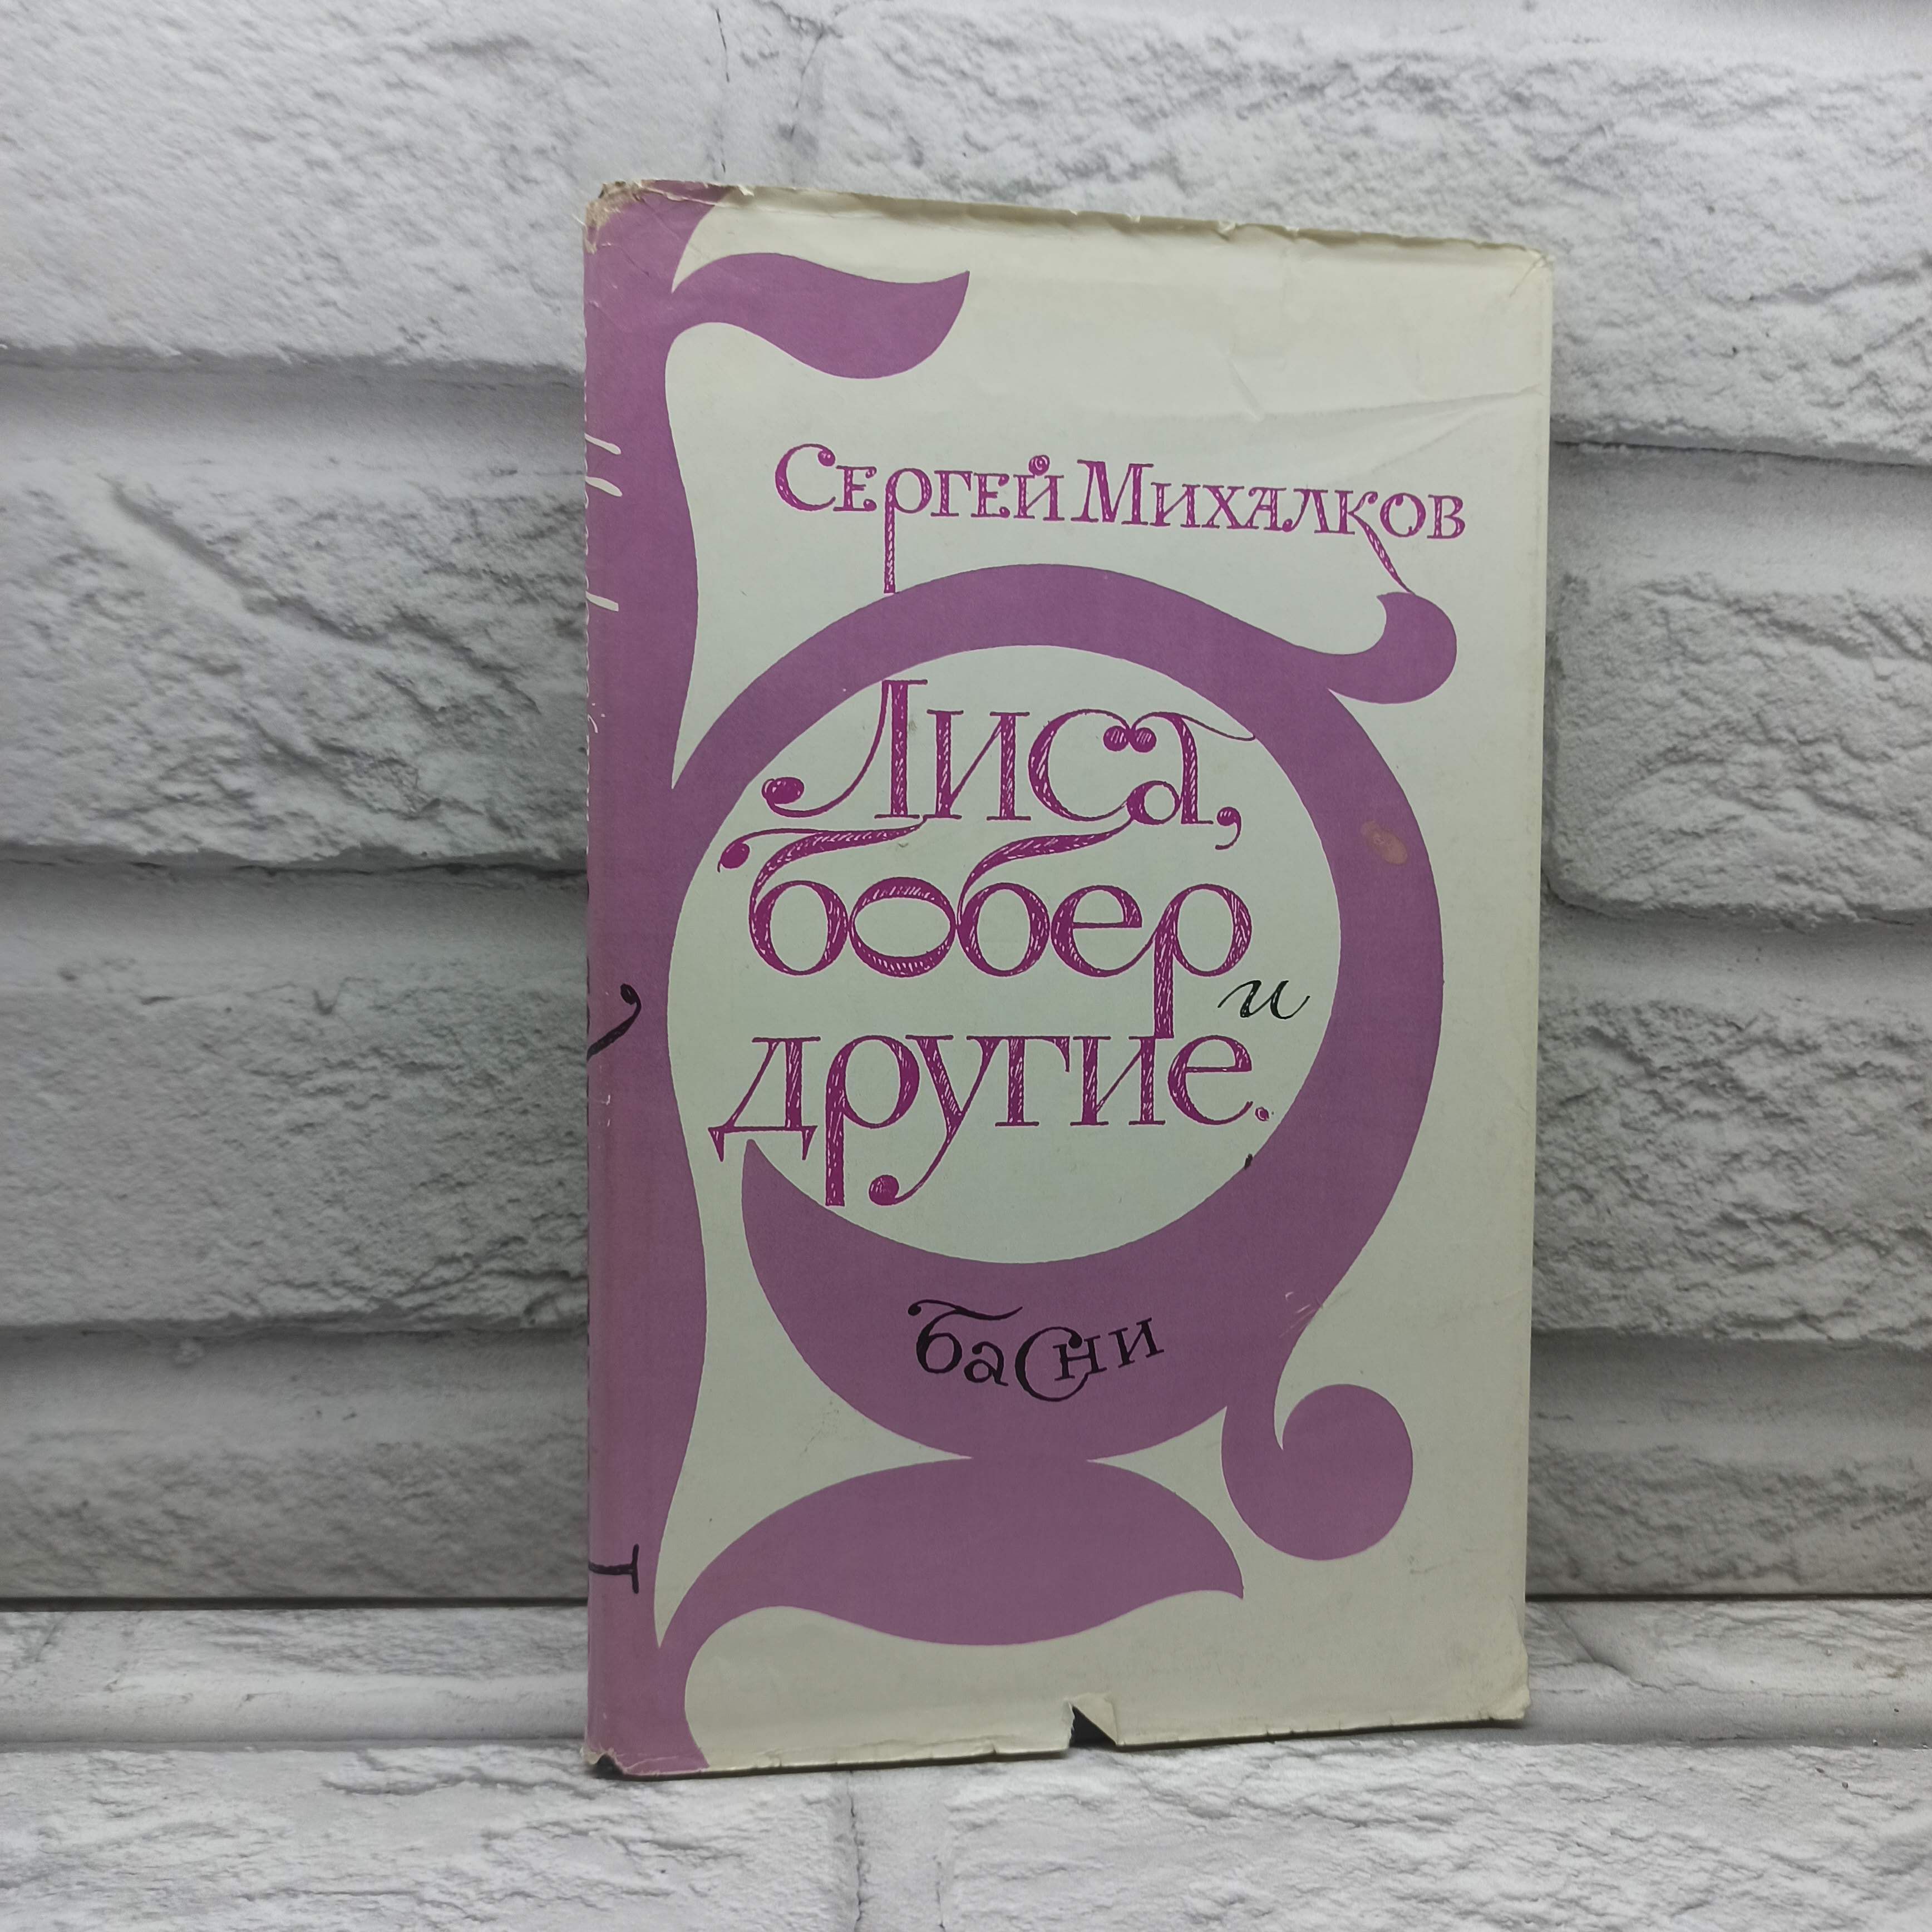 Сергей Михалков
Лиса,
бобер
и
другие.
басни